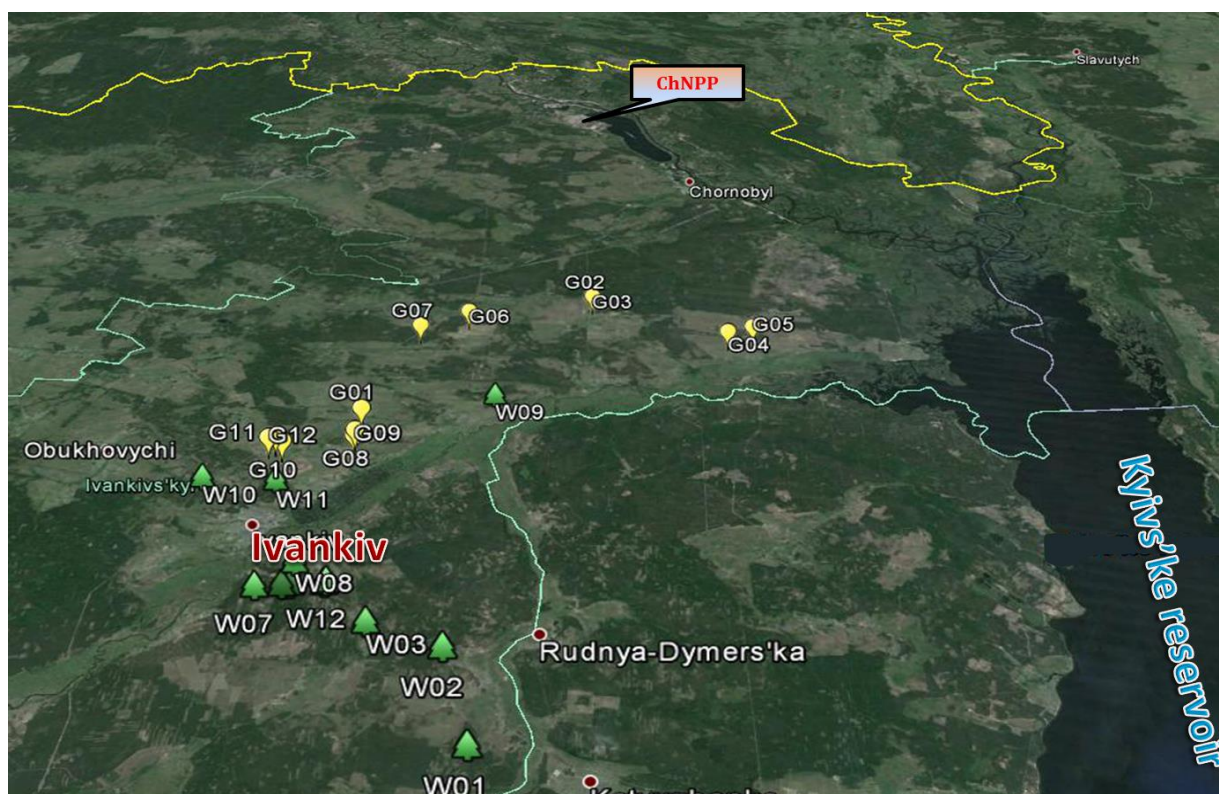 Slavutych
ChNPP
Chornobyl
G02
G03
G06
G07
G05
G04
G01
W09
G11
G12
G09
Obukhovychi
G08
G10
Ivankivs'ky.
W10
W11
Ivankiv
W08
W07
W12
W03
Rudnya-Dymers'ka
W02
W01
Kyivs'ke reservoir